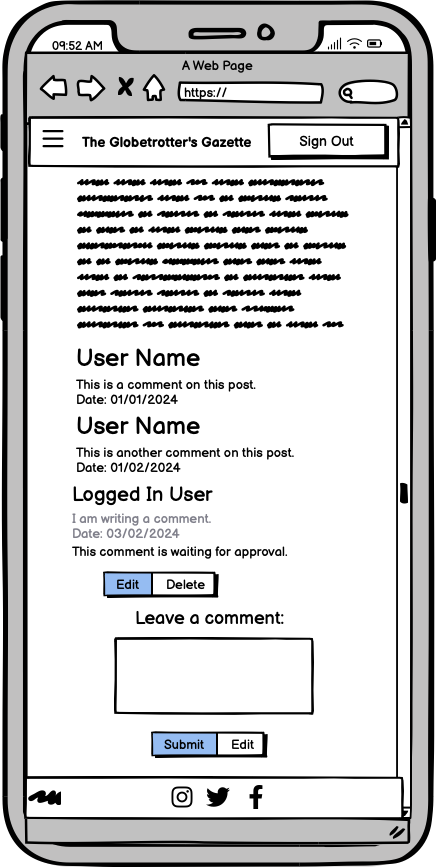 09:52 AM
A Web Page
https://
The Globetrotter's Gazette
Sign Out
User Name
This is a comment on this post.
Date: 01/01/2024
User Name
This is another comment on this post.
Date: 01/02/2024
Logged In User
I am writing a comment.
Date: 03/02/2024
This comment is waiting for approval.
Edit Delete
Leave a comment:
Submit Edit